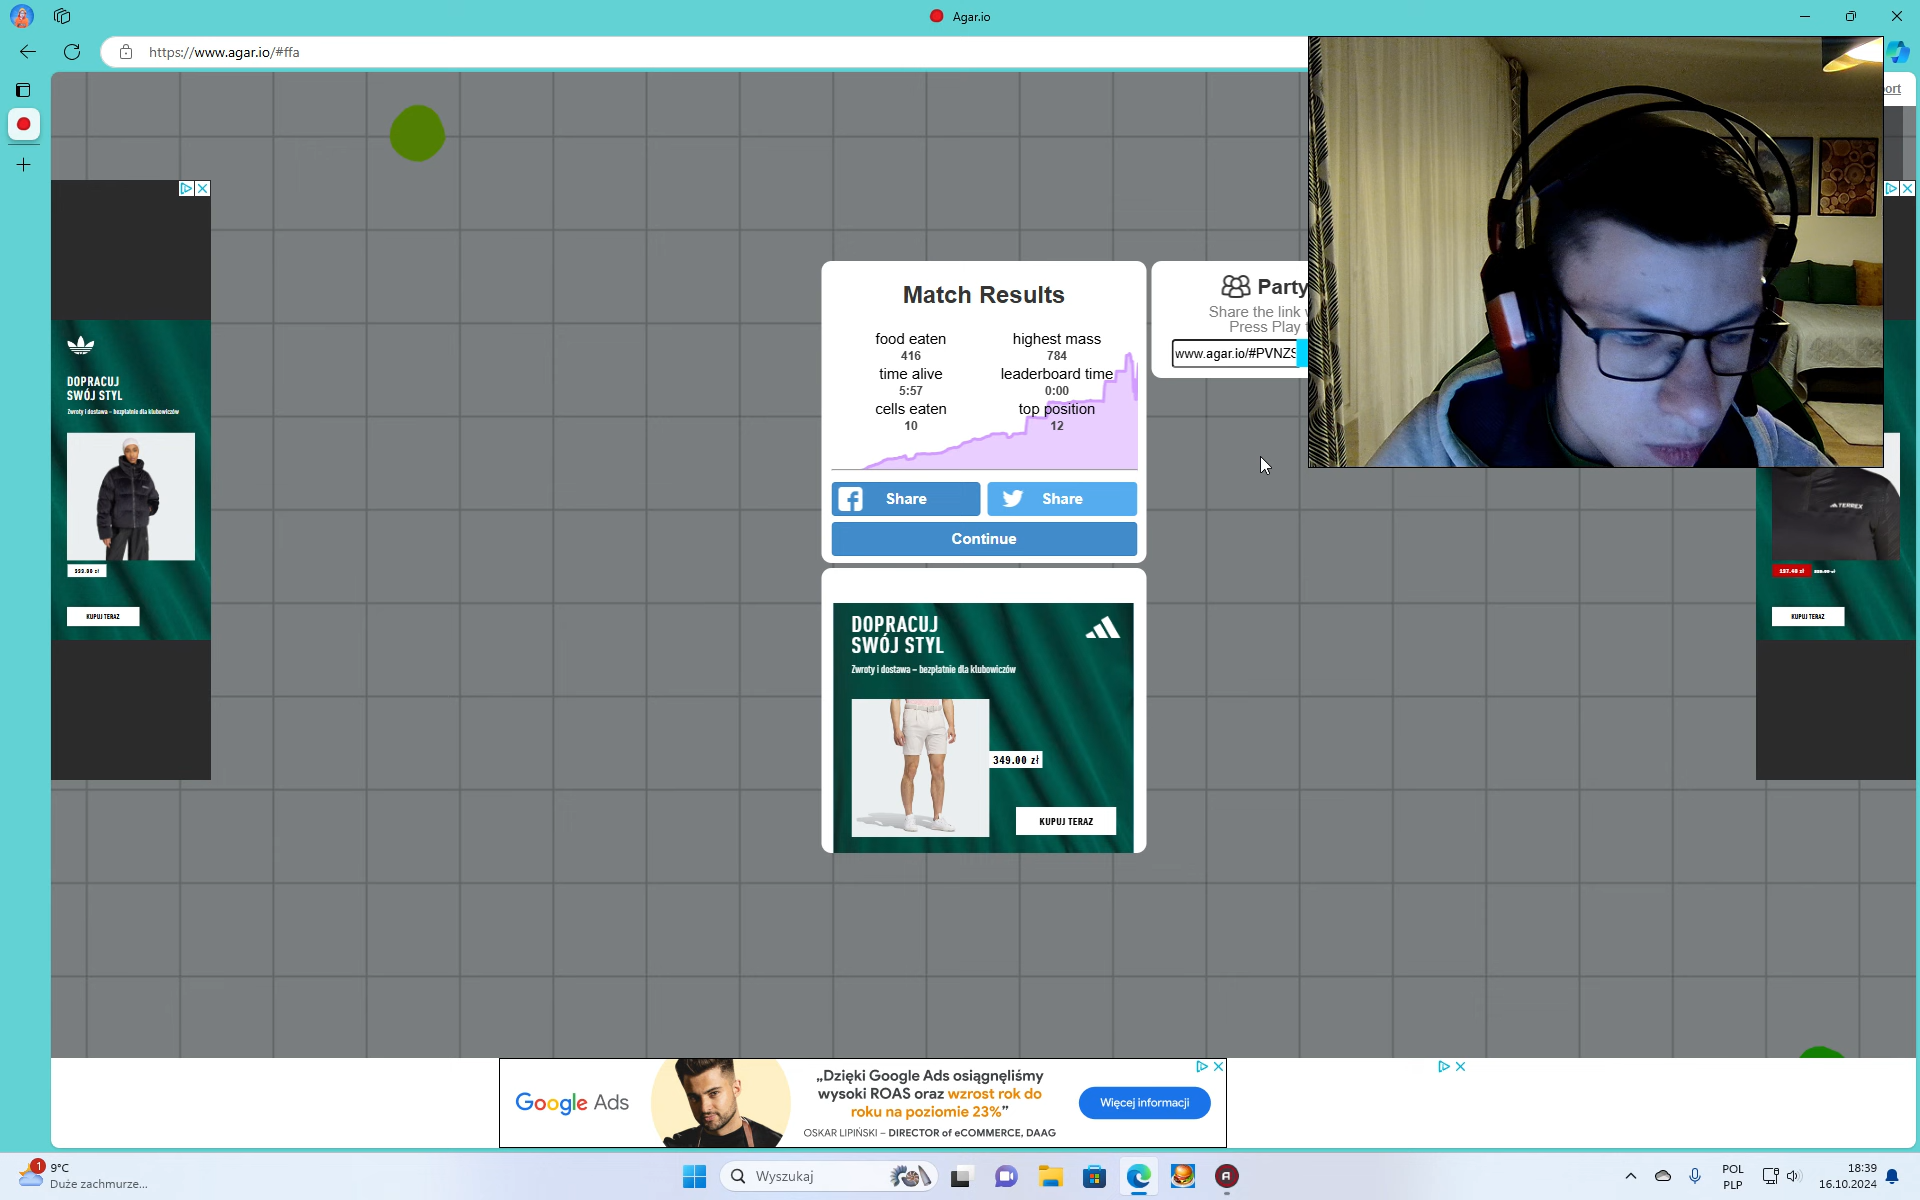 Agar.io
https://www.agar.io/#ffa
ort
DOPRACUJ
SWÓJ STYL
Zwroty i dostawa – bezpłatnie dla klubowiczów
KUPUJ TERAZ
Match Results
food eaten
416
highest mass
784
time alive
5:57
leaderboard time
0:00
cells eaten
10
top position
12
Share
Share
Continue
Party
Share the link
Press Play
www.agar.io/#PVNZS
DOPRACUJ
SWÓJ STYL
Zwroty i dostawa – bezpłatnie dla klubowiczów
349.00 zł
KUPUJ TERAZ
TERREX
KUPUJ TERAZ
Google Ads
„Dzięki Google Ads osiągnęliśmy
wysoki ROAS oraz wzrost rok do
roku na poziomie 23%”
OSKAR LIPIŃSKI – DIRECTOR of eCOMMERCE, DAAG
Więcej informacji
1
9°C
Duże zachmurze...
Wyszukaj
POL
PLP
18:39
16.10.2024